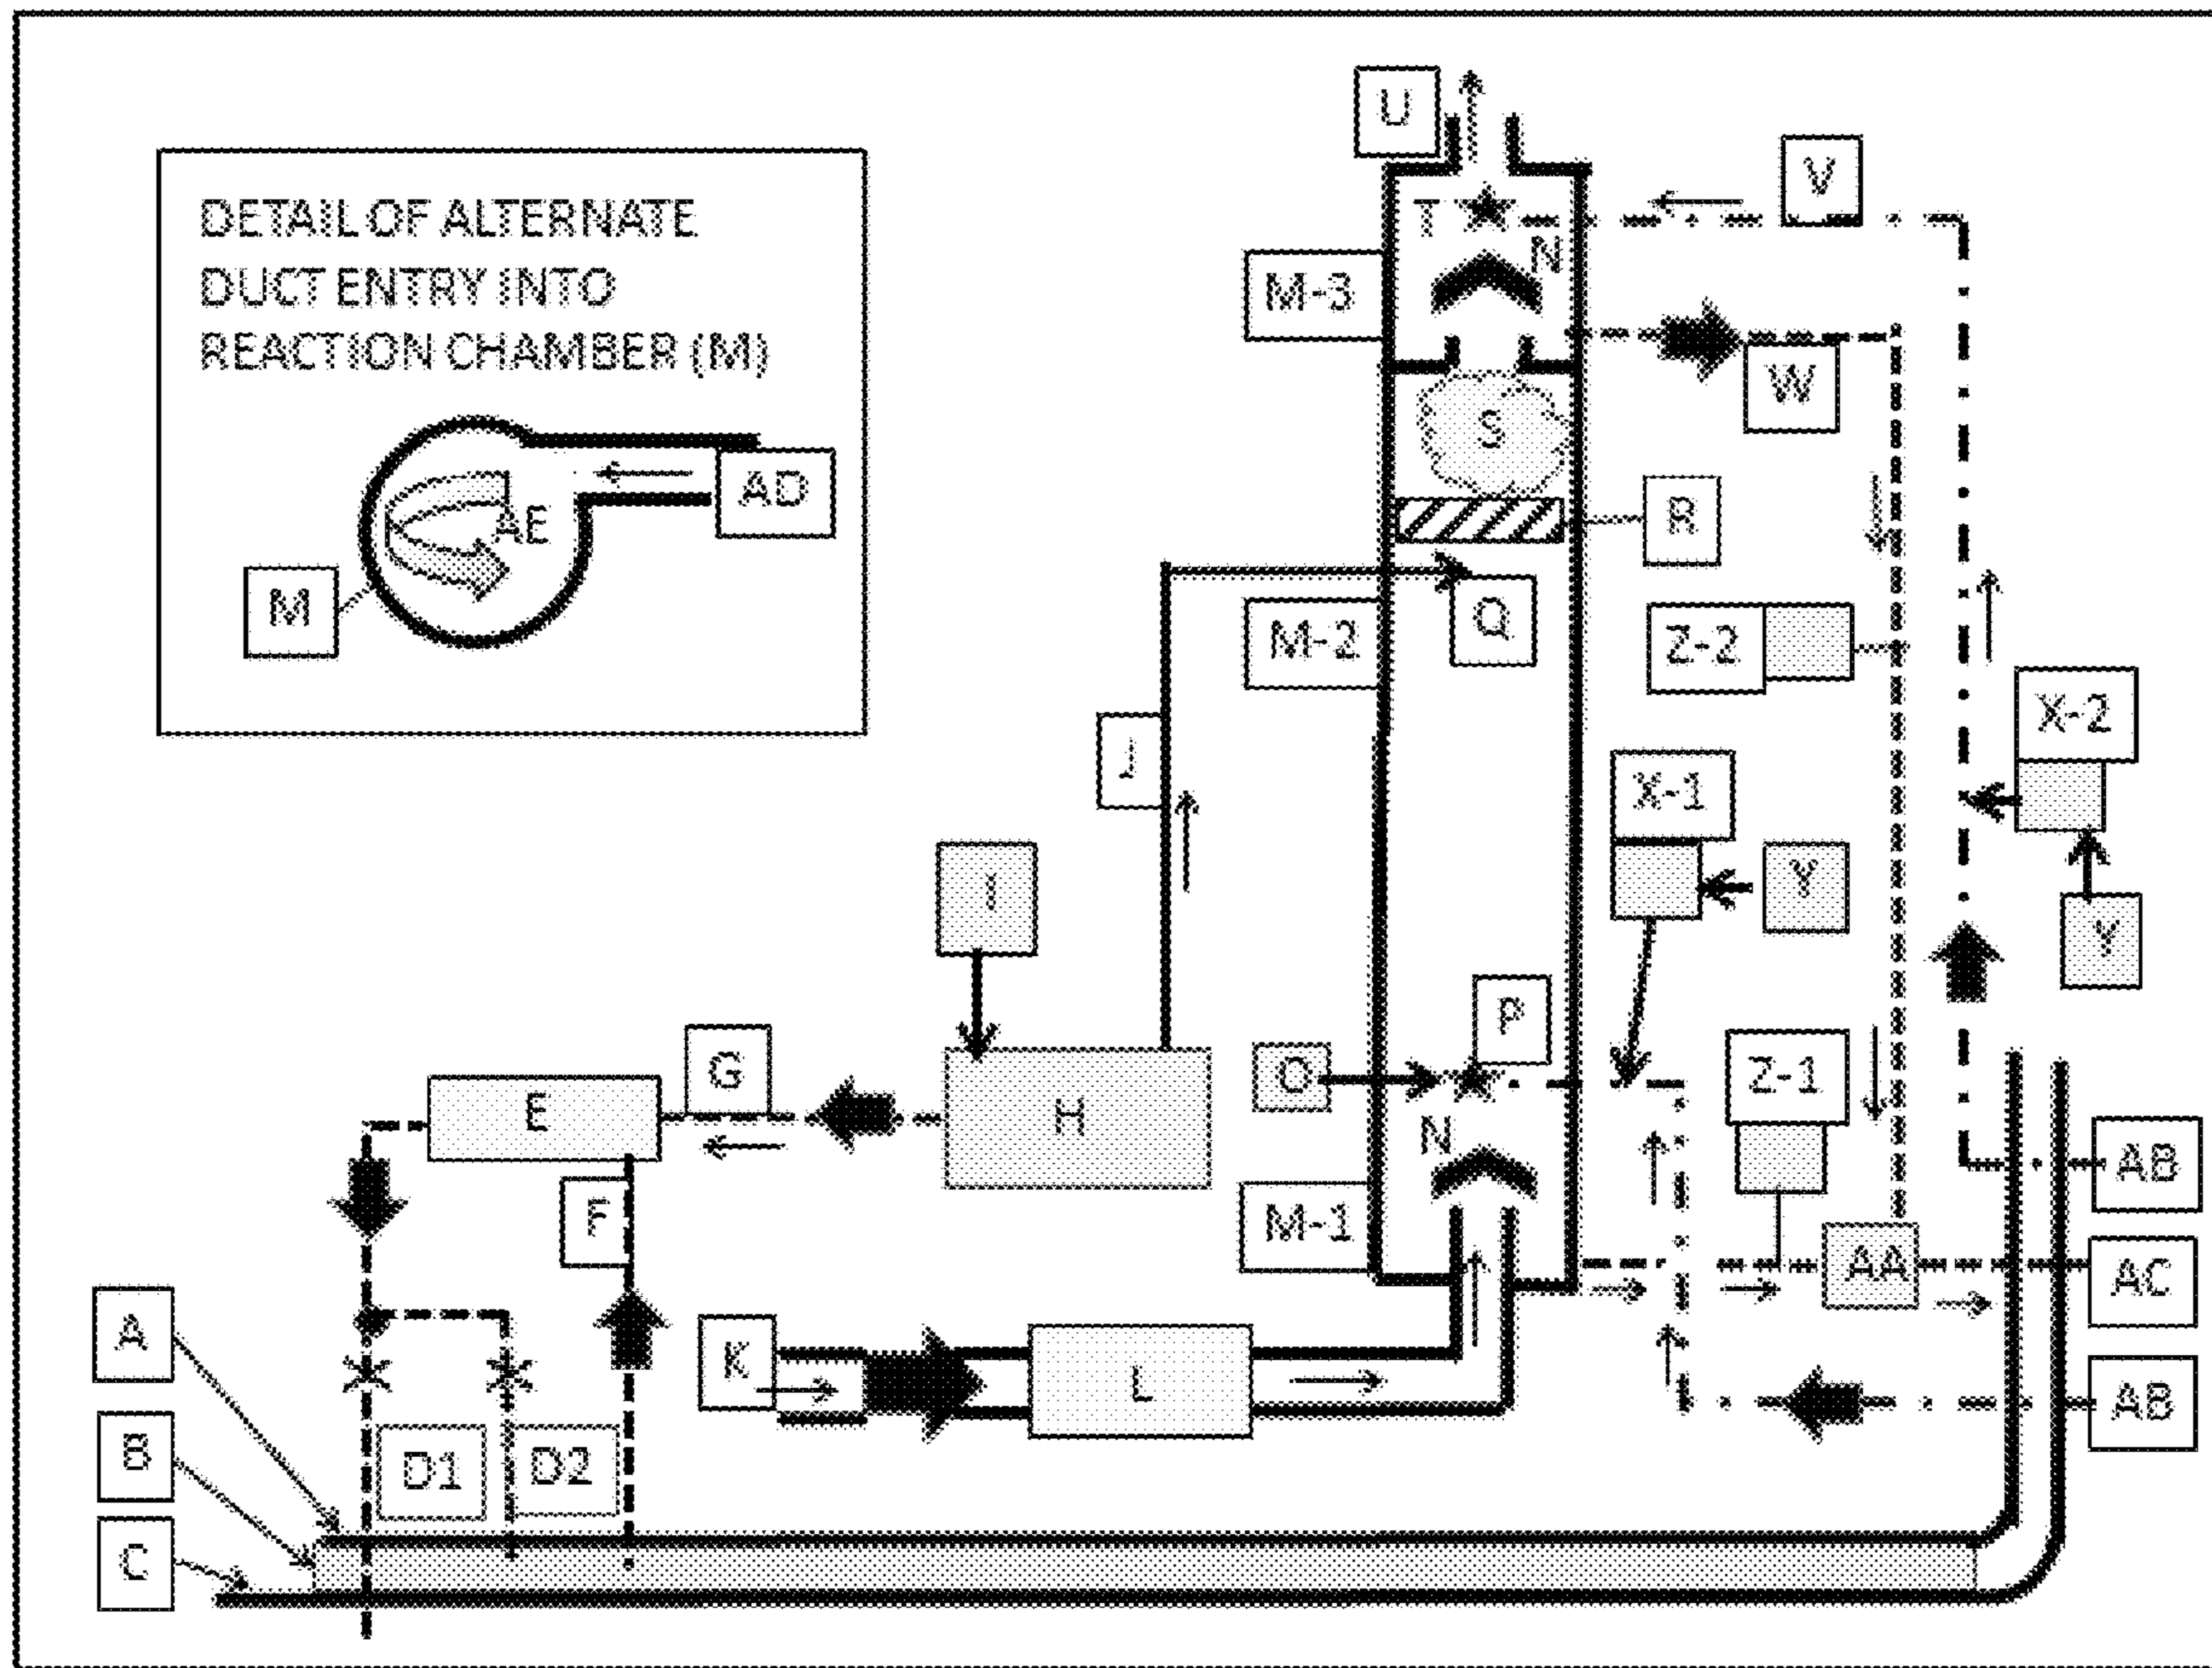 U
V
DETAIL OF ALTERNATE
DUCT ENTRY INTO
REACTION CHAMBER (M)
T
N
M-3
W
S
AD
AE
R
M
Q
M-2
Z-2
X-2
J
X-1
I
Y
Y
P
O
G
E
H
Z-1
N
AB
F
M-1
AA
AC
A
K
L
AB
B
D1
D2
C